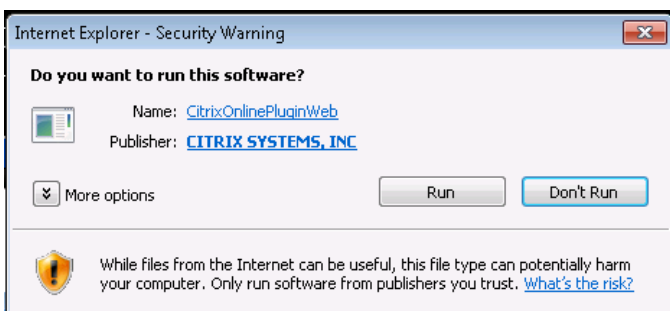 Internet Explorer - Security Warning
Do you want to run this software?
Name: CitrixOnlinePluginWeb
Publisher: CITRIX SYSTEMS, INC
More options Run Don't Run
While files from the Internet can be useful, this file type can potentially harm
your computer. Only run software from publishers you trust. What's the risk?